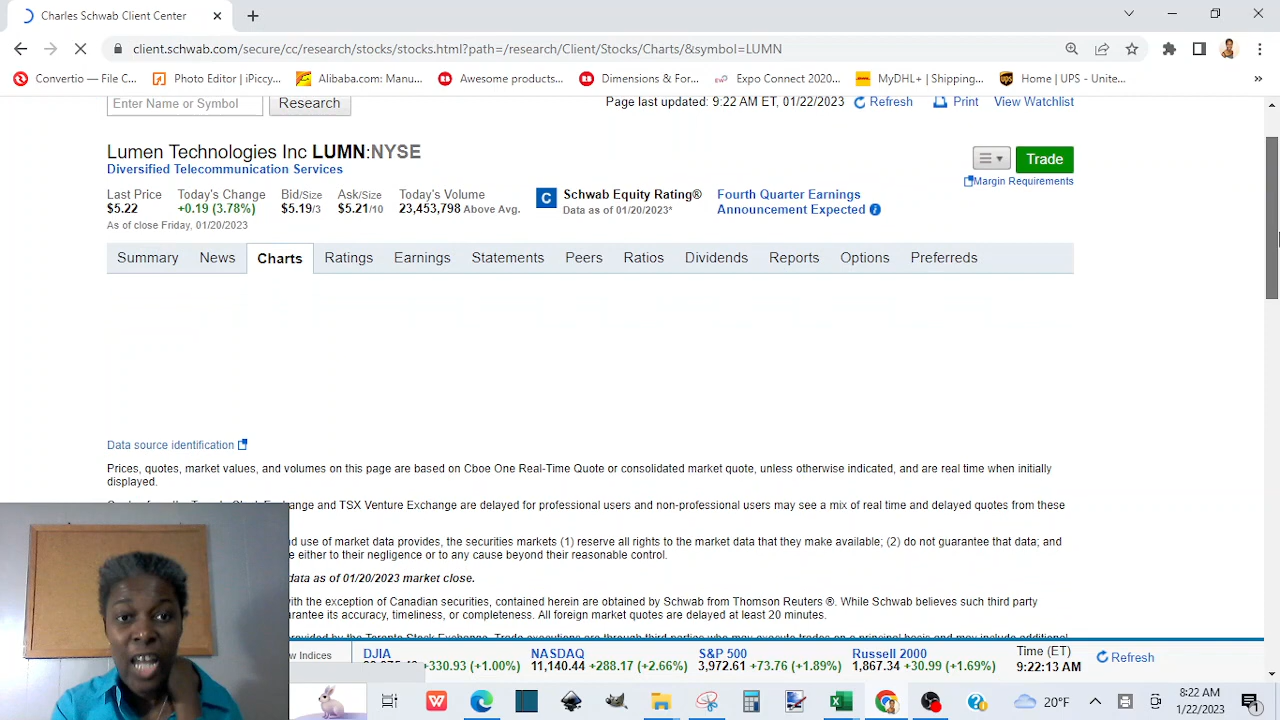 Charles Schwab Client Center
client.schwab.com/secure/cc/research/stocks/stocks.html?path=/research/Client/Stocks/Charts/&symbol=LUMN
Convertio — File C... Photo Editor | iPiccy... Alibaba.com: Manu... Awesome products... Dimensions & For... Expo Connect 2020... MyDHL+ | Shipping... Home | UPS - Unite... »
Enter Name or Symbol Research Page last updated: 9:22 AM ET, 01/22/2023 Refresh Print View Watchlist
Lumen Technologies Inc LUMN:NYSE
Diversified Telecommunication Services
Trade
Margin Requirements
Last Price Today's Change Bid/Size Ask/Size Today's Volume Schwab Equity Rating® Fourth Quarter Earnings
$5.22 +0.19 (3.78%) $5.19/3 $5.21/10 23,453,798 Above Avg. C Data as of 01/20/2023* Announcement Expected
As of close Friday, 01/20/2023
Summary News Charts Ratings Earnings Statements Peers Ratios Dividends Reports Options Preferreds
Data source identification
Prices, quotes, market values, and volumes on this page are based on Cboe One Real-Time Quote or consolidated market quote, unless otherwise indicated, and are real time when initially
displayed.
Exchange and TSX Venture Exchange are delayed for professional users and non-professional users may see a mix of real time and delayed quotes from these
use of market data provides, the securities markets (1) reserve all rights to the market data that they make available; (2) do not guarantee that data; and
either to their negligence or to any cause beyond their reasonable control.
data as of 01/20/2023 market close.
with the exception of Canadian securities, contained herein are obtained by Schwab from Thomson Reuters ®. While Schwab believes such third party
its accuracy, timeliness, or completeness. All foreign market quotes are delayed at least 20 minutes.
Indices DJIA NASDAQ S&P 500 Russell 2000 Time (ET)
+330.93 (+1.00%) 11,140.44 +288.17 (+2.66%) 3,972.61 +73.76 (+1.89%) 1,867.34 +30.99 (+1.69%) 9:22:13 AM Refresh
20°F 8:22 AM
1/22/2023